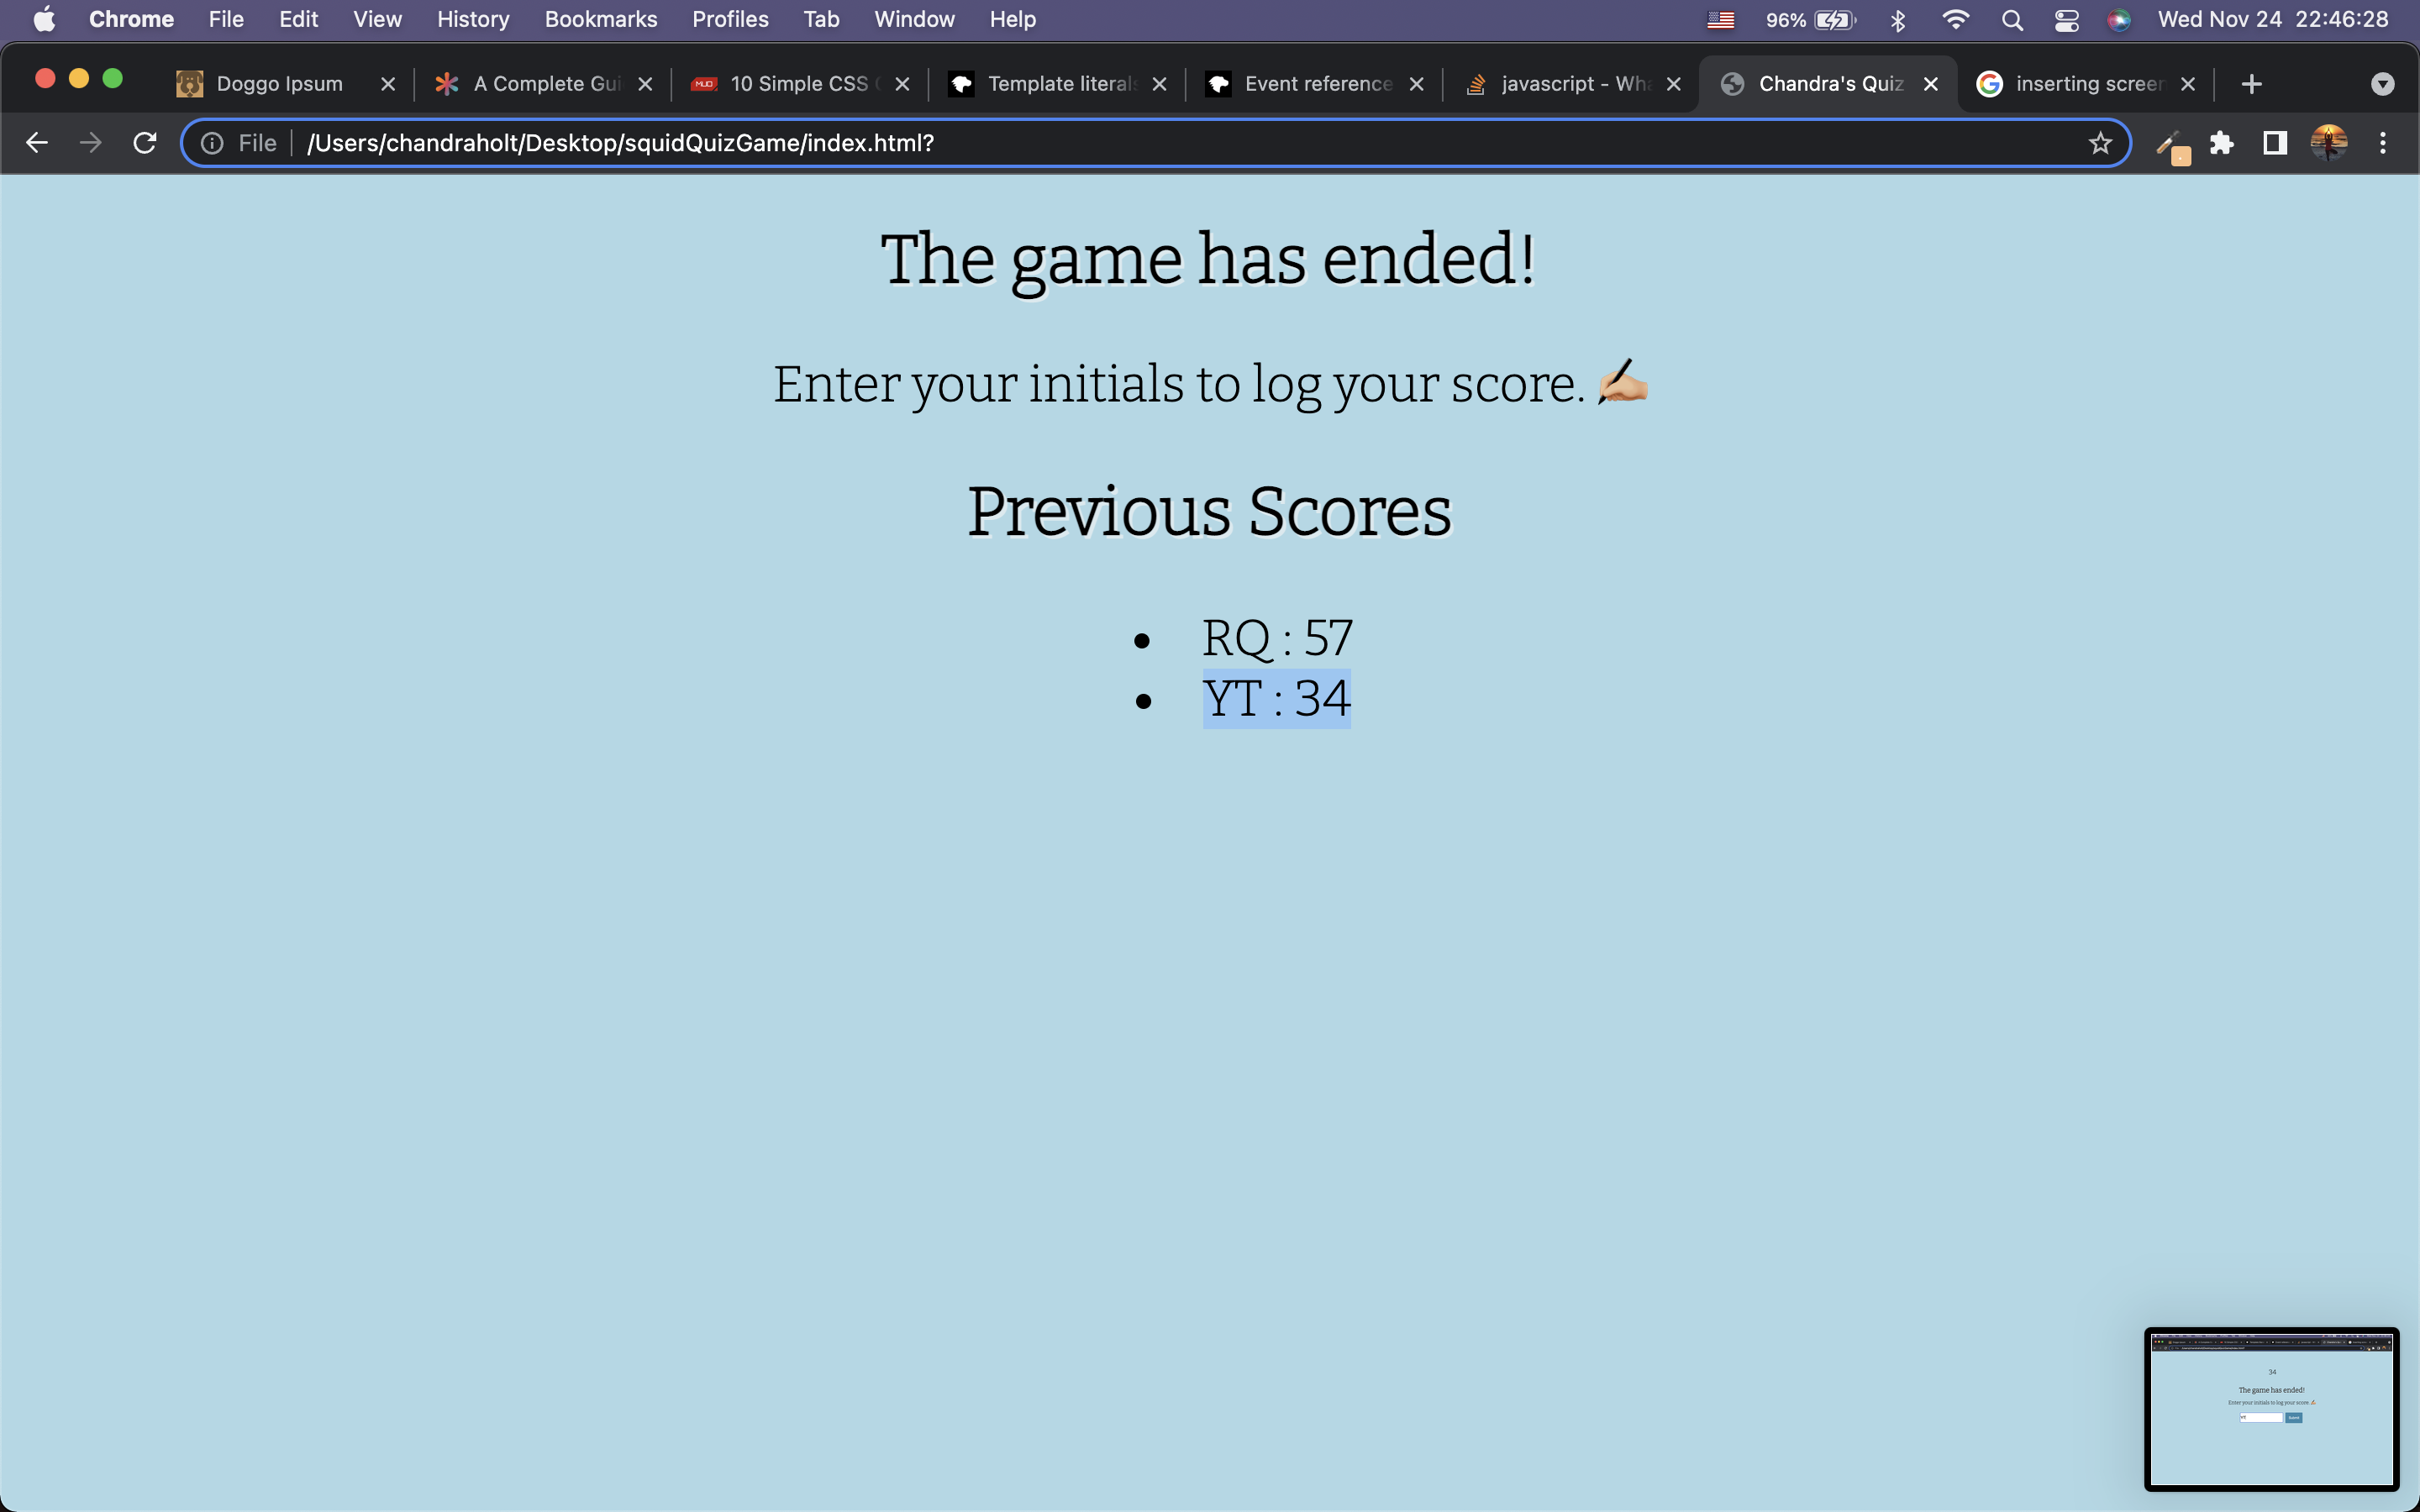 Chrome File Edit View History Bookmarks Profiles Tab Window Help 96% Wed Nov 24 22:46:28
Doggo Ipsum A Complete Gui 10 Simple CSS Template literals Event reference javascript - Wha Chandra's Quiz inserting screen
File /Users/chandraholt/Desktop/squidQuizGame/index.html?
The game has ended!
Enter your initials to log your score. ✍🏼
Previous Scores
• RQ : 57
• YT : 34
34
The game has ended!
Enter your initials to log your score.